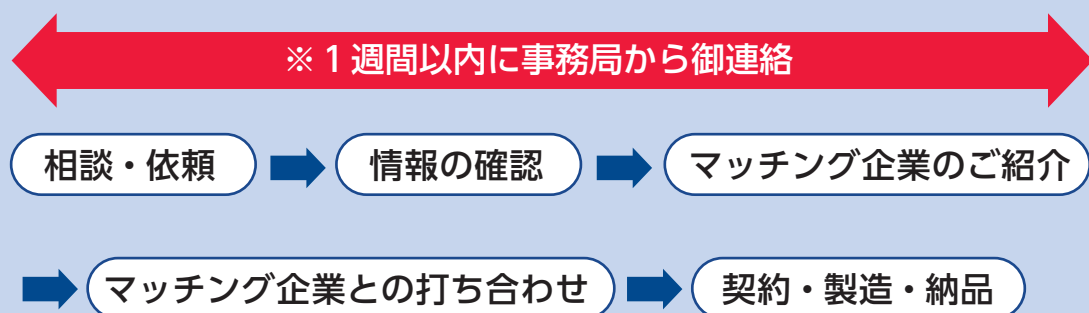 ※1週間以内に事務局から御連絡
相談・依頼
情報の確認
マッチング企業のご紹介
マッチング企業との打ち合わせ
契約・製造・納品